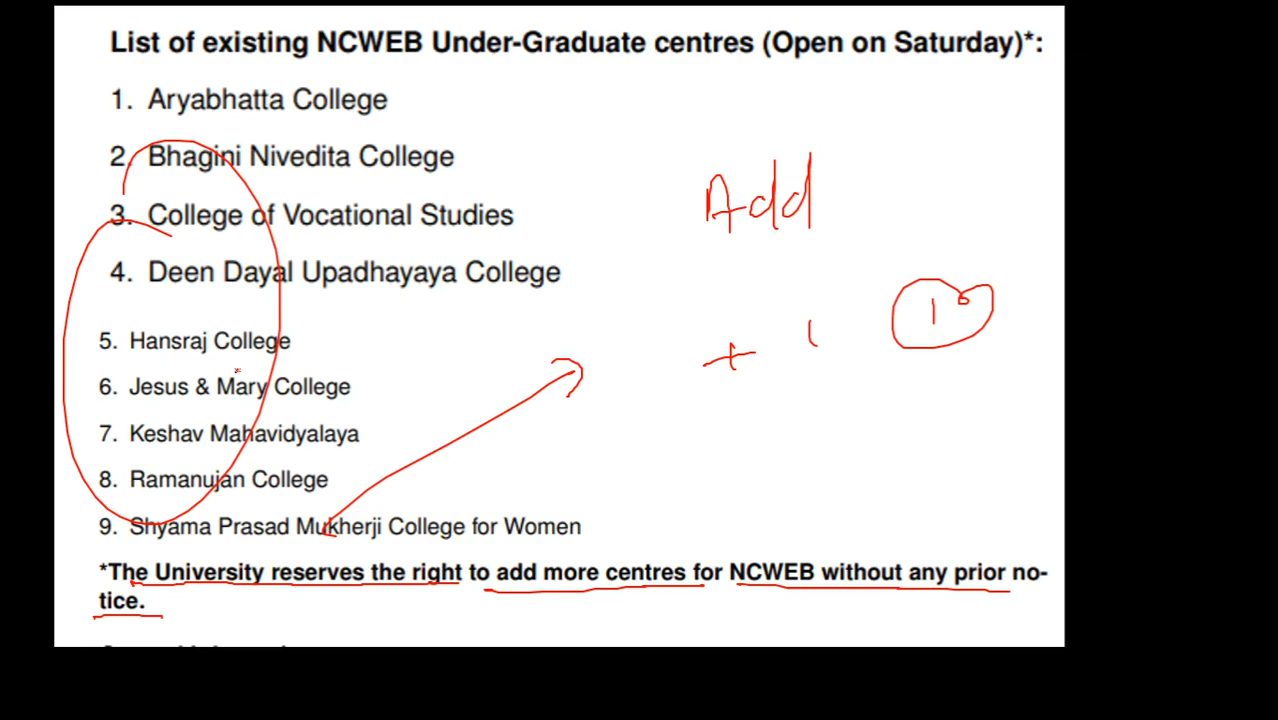 List of existing NCWEB Under-Graduate centres (Open on Saturday)*:
1. Aryabhatta College
2. Bhagini Nivedita College
Add
3. College of Vocational Studies
4. Deen Dayal Upadhayaya College
5. Hansraj College
+ 1
6. Jesus & Mary College
7. Keshav Mahavidyalaya
8. Ramanujan College
9. Shyama Prasad Mukherji College for Women
*The University reserves the right to add more centres for NCWEB without any prior no-
tice.